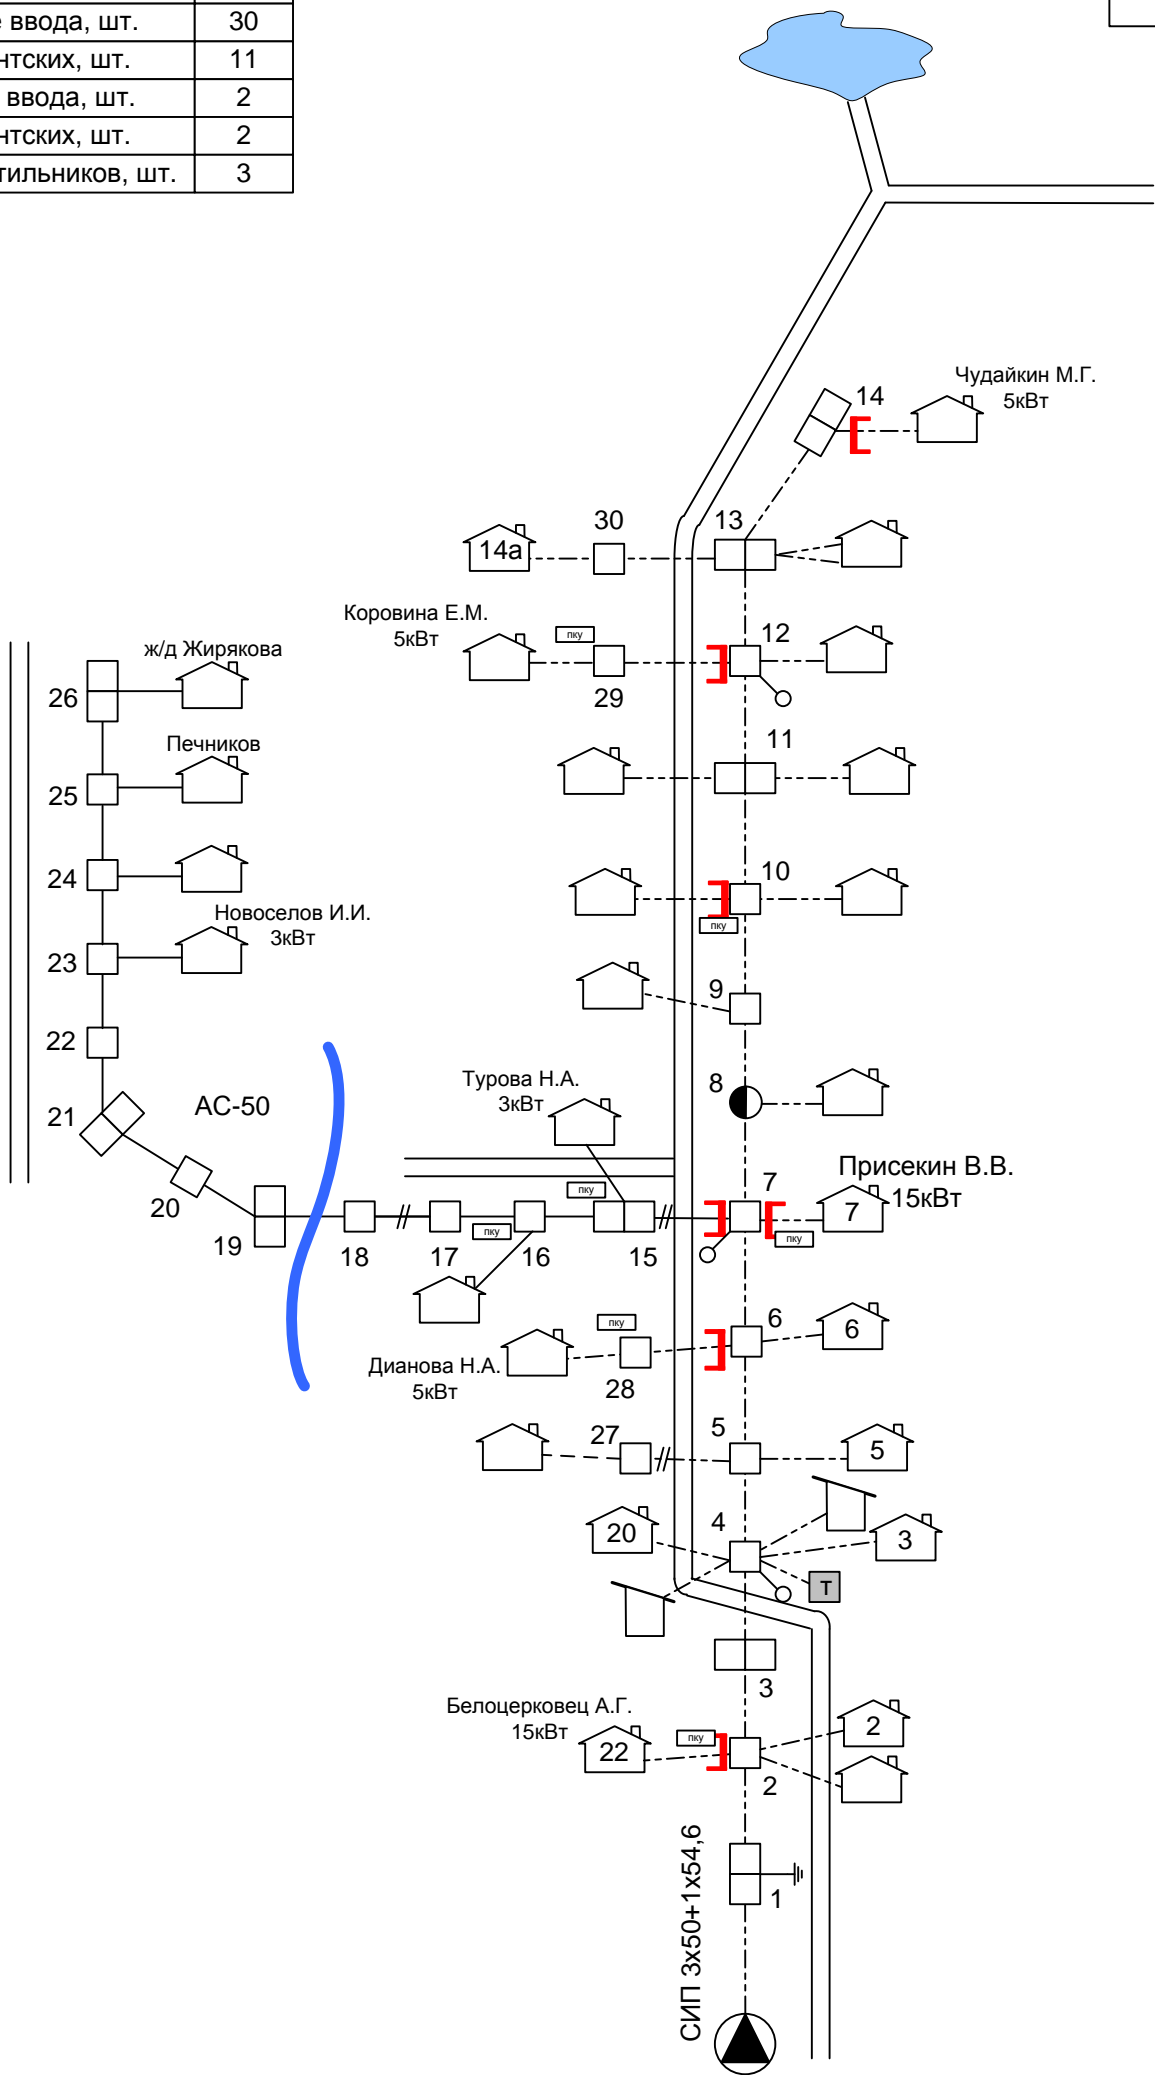 е ввода, шт. 30
нтских, шт. 11
ввода, шт. 2
нтских, шт. 2
тильников, шт. 3
Чудайкин М.Г.
5кВт
14
30
13
14а
Коровина Е.М.
5кВт
пку
12
29
ж/д Жирякова
26
Печников
11
25
24
10
Новоселов И.И.
3кВт
пку
23
9
22
Турова Н.А.
3кВт
8
АС-50
21
Присекин В.В.
15кВт
7
7
пку
20
пку
пку
19
18
17
16
15
6
6
пку
Дианова Н.А.
5кВт
28
27
5
5
4
20
3
Т
3
Белоцерковец А.Г.
15кВт
пку
22
2
2
СИП 3х50+1х54,6
1